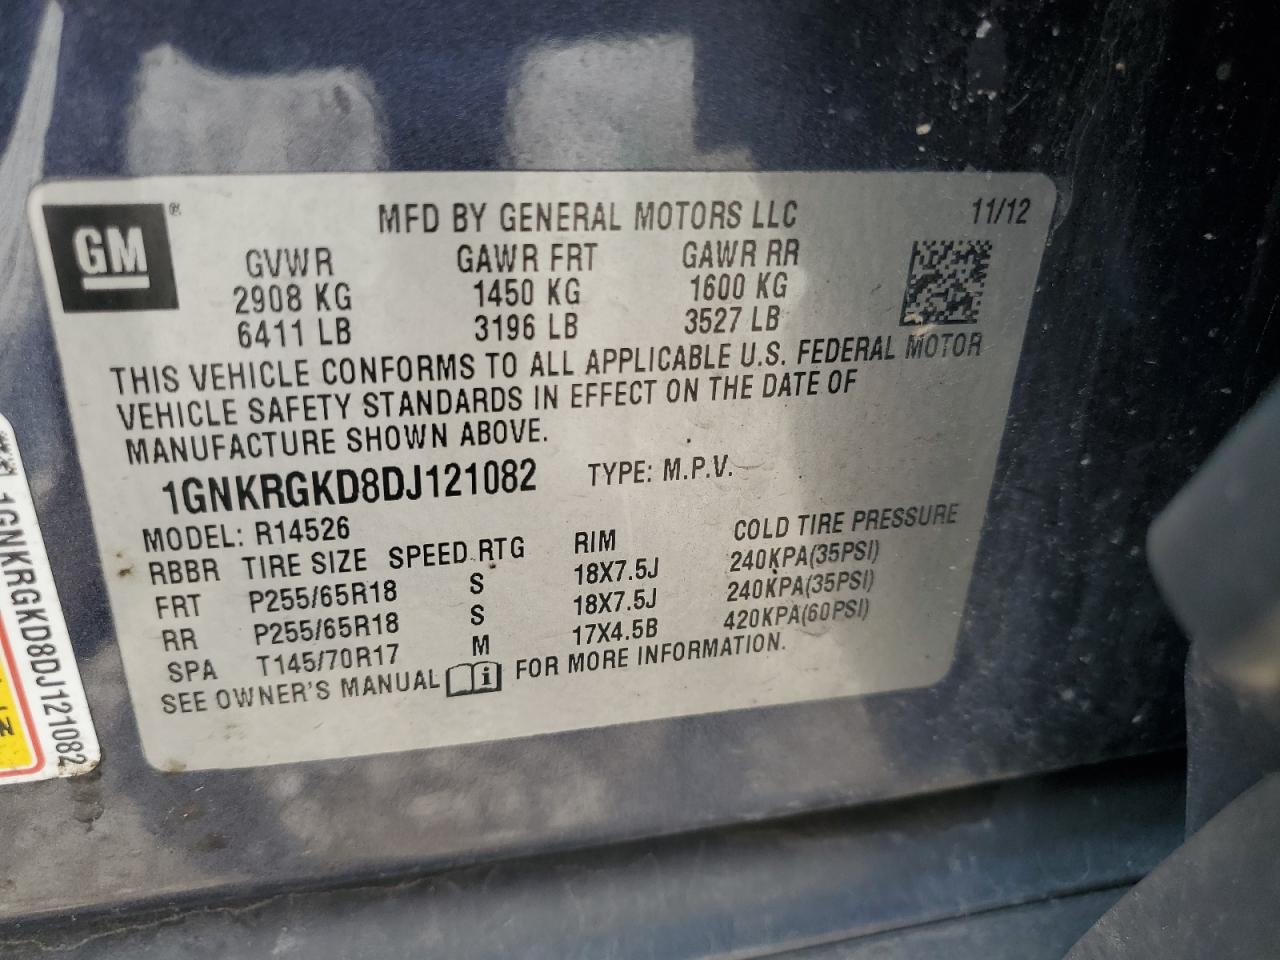 GM ®
MFD BY GENERAL MOTORS LLC 11/12
GVWR GAWR FRT GAWR RR
2908 KG 1450 KG 1600 KG
6411 LB 3196 LB 3527 LB
THIS VEHICLE CONFORMS TO ALL APPLICABLE U.S. FEDERAL MOTOR
VEHICLE SAFETY STANDARDS IN EFFECT ON THE DATE OF
MANUFACTURE SHOWN ABOVE.
1GNKRGKD8DJ121082 TYPE: M.P.V.
MODEL: R14526
RBBR TIRE SIZE SPEED RTG RIM COLD TIRE PRESSURE
FRT P255/65R18 S 18X7.5J 240KPA(35PSI)
RR P255/65R18 S 18X7.5J 240KPA(35PSI)
SPA T145/70R17 M 17X4.5B 420KPA(60PSI)
SEE OWNER'S MANUAL i FOR MORE INFORMATION.
1GNKRGKD8DJ121082